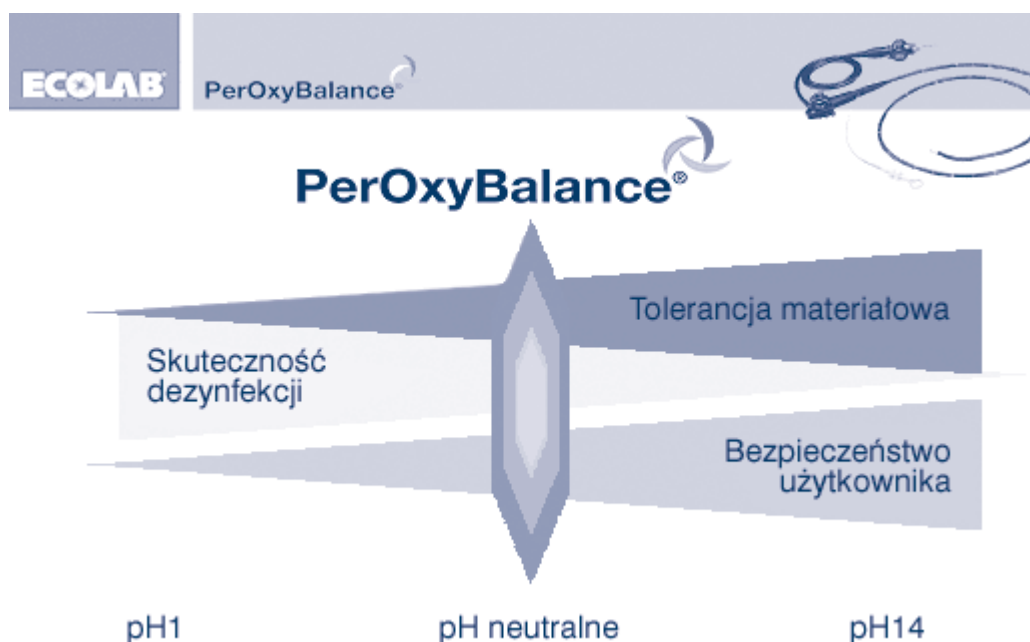 ECOLAB®
PerOxyBalance®
PerOxyBalance®
Tolerancja materiałowa
Skuteczność
dezynfekcji
Bezpieczeństwo
użytkownika
pH1 pH neutralne pH14